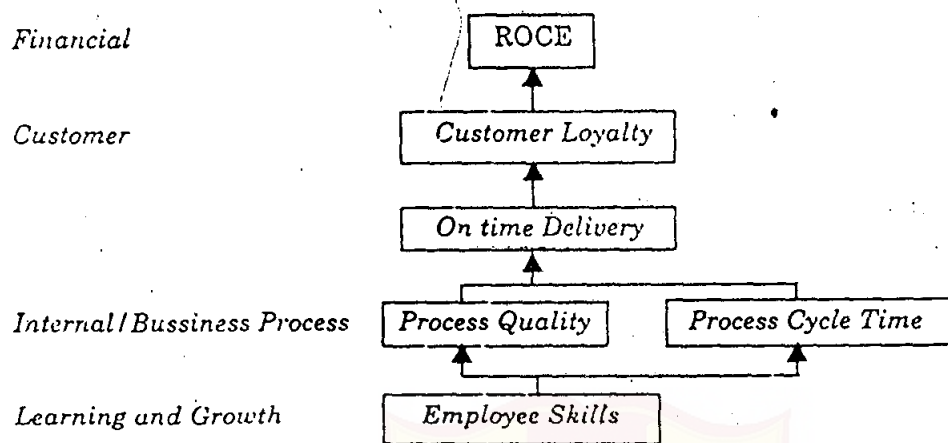 Financial ROCE
Customer Customer Loyalty
On time Delivery
Internal/Bussiness Process Process Quality Process Cycle Time
Learning and Growth Employee Skills